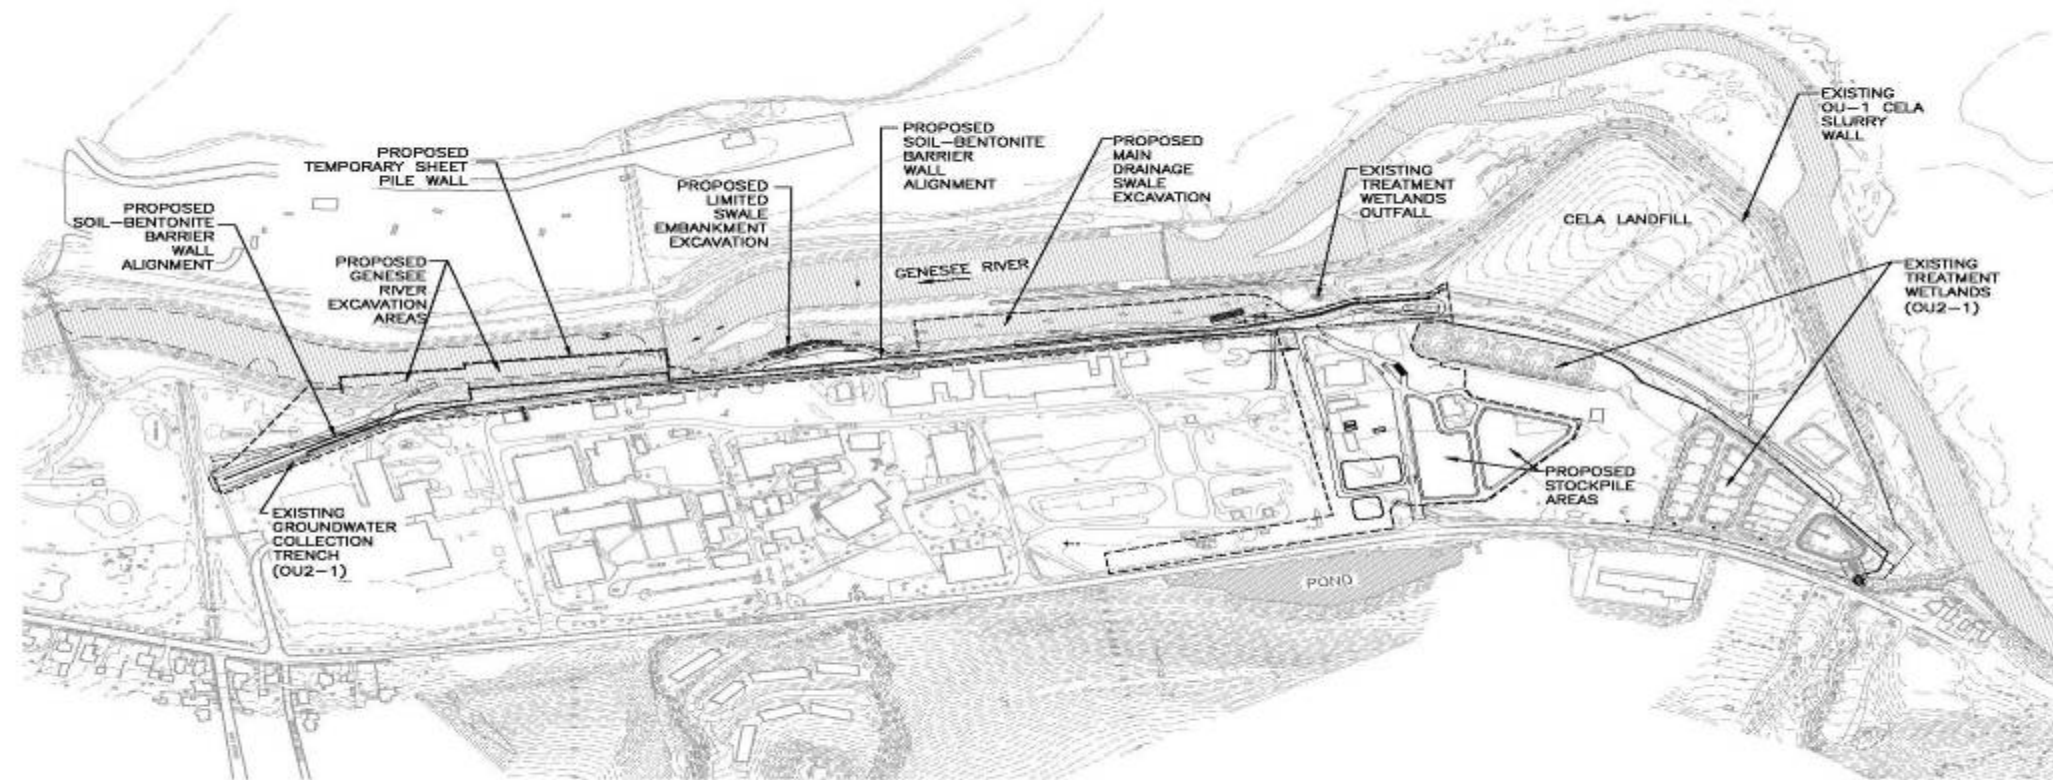 PROPOSED
SOIL-BENTONITE
BARRIER
WALL
ALIGNMENT
PROPOSED
TEMPORARY SHEET
PILE WALL
PROPOSED
GENESEE
RIVER
EXCAVATION
AREAS
PROPOSED
LIMITED
SWALE
EMBANKMENT
EXCAVATION
PROPOSED
SOIL-BENTONITE
BARRIER
WALL
ALIGNMENT
PROPOSED
MAIN
DRAINAGE
SWALE
EXCAVATION
GENESEE RIVER
EXISTING
TREATMENT
WETLANDS
OUTFALL
CELA LANDFILL
EXISTING
OU-1 CELA
SLURRY
WALL
EXISTING
TREATMENT
WETLANDS
(OU2-1)
PROPOSED
STOCKPILE
AREAS
EXISTING
GROUNDWATER
COLLECTION
TRENCH
(OU2-1)
POND